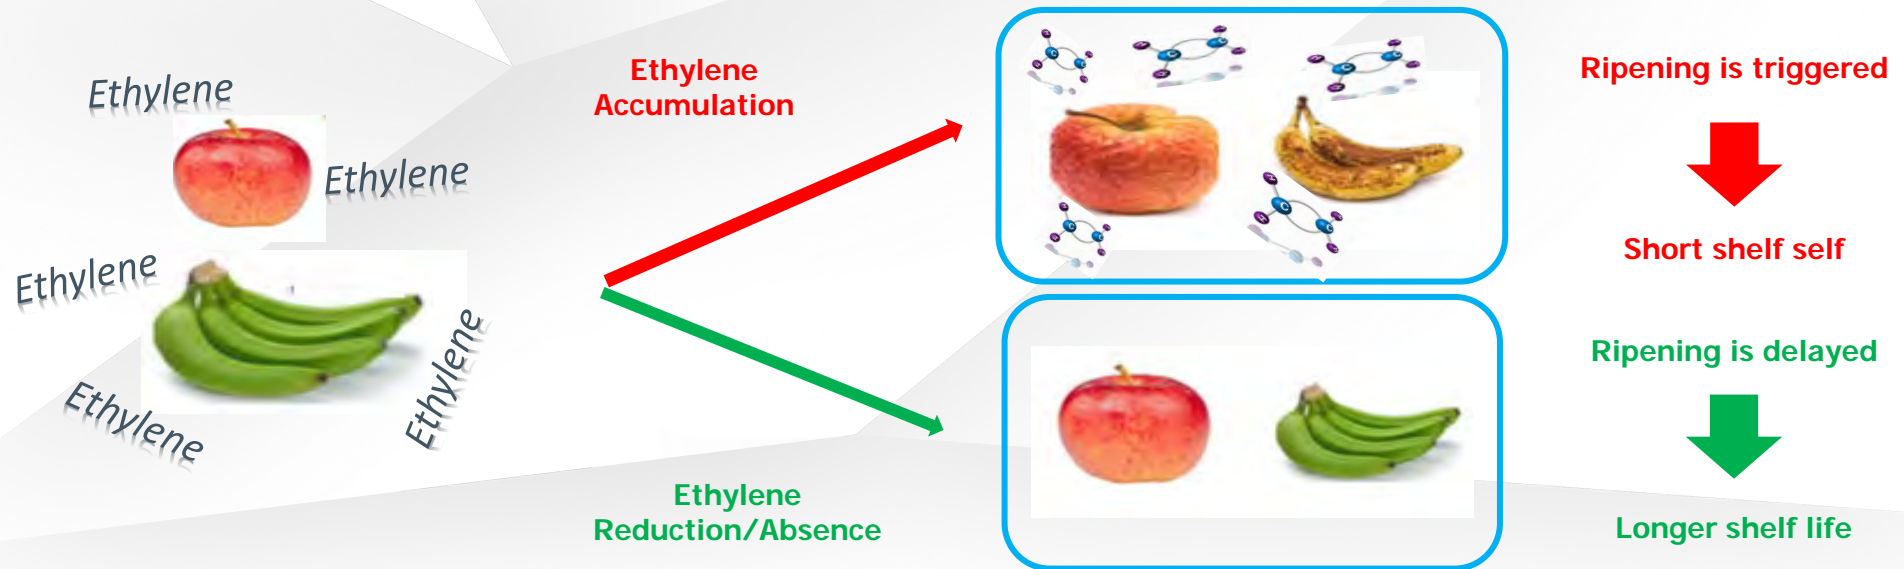 Ethylene
Ethylene
Ethylene
Ethylene
Ethylene
Ethylene
Accumulation
Ethylene
Reduction/Absence
Ripening is triggered
Short shelf self
Ripening is delayed
Longer shelf life